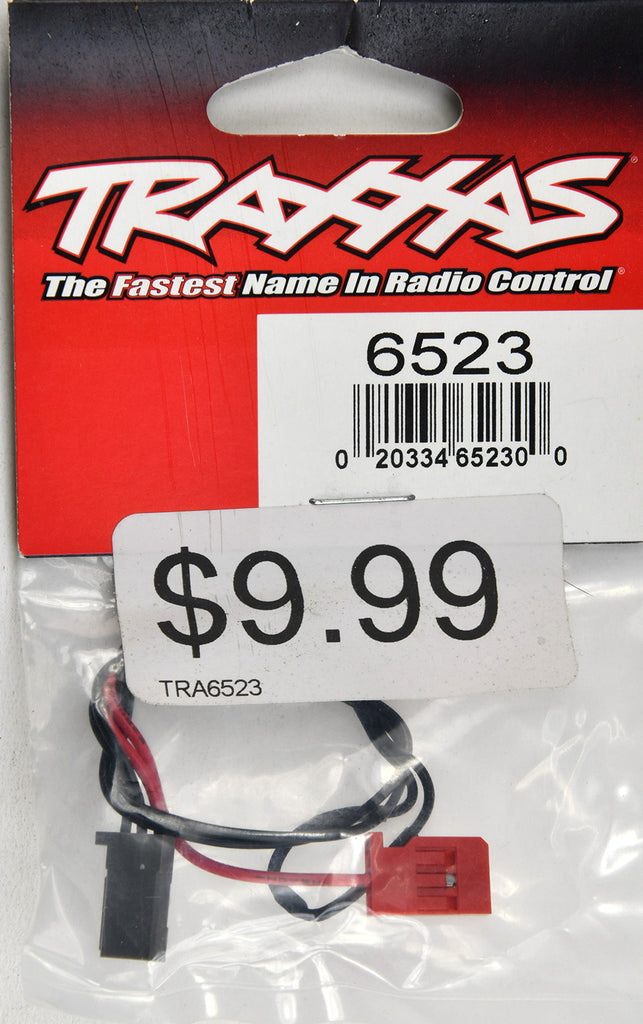 TRAXXAS®
The Fastest Name In Radio Control®
6523
0 20334 65230 0
$9.99
TRA6523